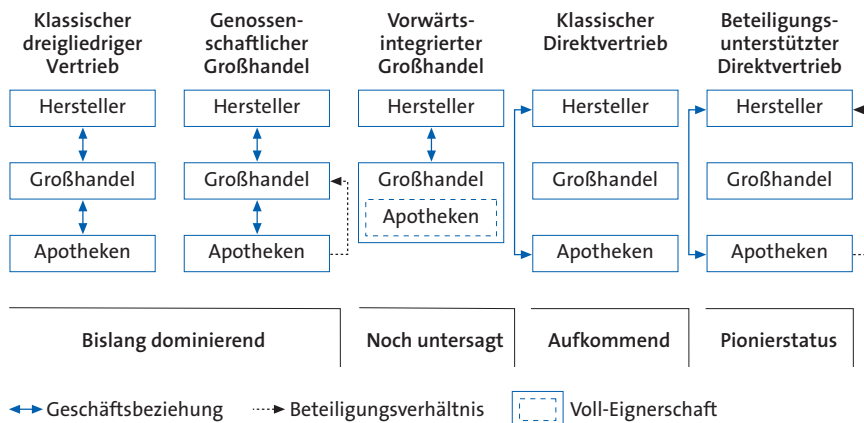 Klassischer
dreigliedriger
Vertrieb
Genossen-
schaftlicher
Großhandel
Vorwärts-
integrierter
Großhandel
Klassischer
Direktvertrieb
Beteiligungs-
unterstützter
Direktvertrieb
Hersteller
Hersteller
Hersteller
Hersteller
Hersteller
Großhandel
Großhandel
Großhandel
Großhandel
Großhandel
Apotheken
Apotheken
Apotheken
Apotheken
Apotheken
Bislang dominierend
Noch untersagt
Aufkommend
Pionierstatus
Geschäftsbeziehung
Beteiligungsverhältnis
Voll-Eignerschaft